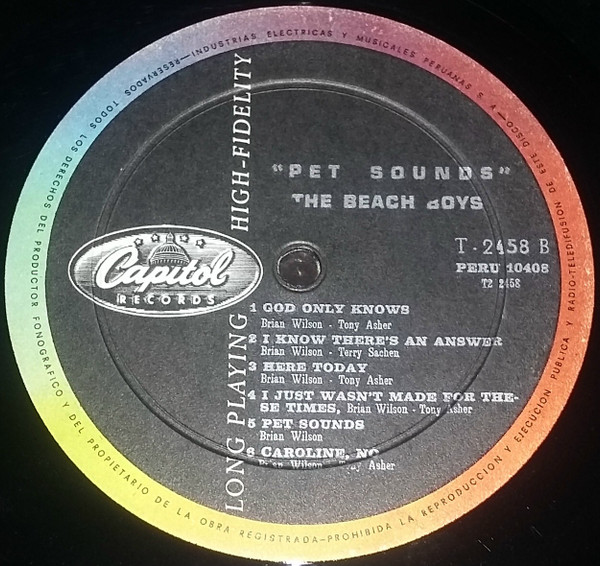 INDUSTRIAS ELECTRICAS Y MUSICALES PERUANAS S. A.—RESERVADOS TODOS LOS DERECHOS DEL PRODUCTOR FONOGRAFICO Y DEL PROPIETARIO DE LA OBRA REGISTRADA—PROHIBIDA LA REPRODUCCION Y EJECUCION PUBLICA Y RADIO-TELEDIFUSION DE ESTE DISCO
LONG PLAYING HIGH-FIDELITY
"PET SOUNDS"
THE BEACH BOYS
Capitol
RECORDS
T - 2458 B
PERU 10408
T2 2458
1 GOD ONLY KNOWS
Brian Wilson - Tony Asher
2 I KNOW THERE'S AN ANSWER
Brian Wilson - Terry Sachen
3 HERE TODAY
Brian Wilson - Tony Asher
4 I JUST WASN'T MADE FOR THE-
SE TIMES, Brian Wilson - Tony Asher
5 PET SOUNDS
Brian Wilson
6 CAROLINE, NO
Brian Wilson - Tony Asher